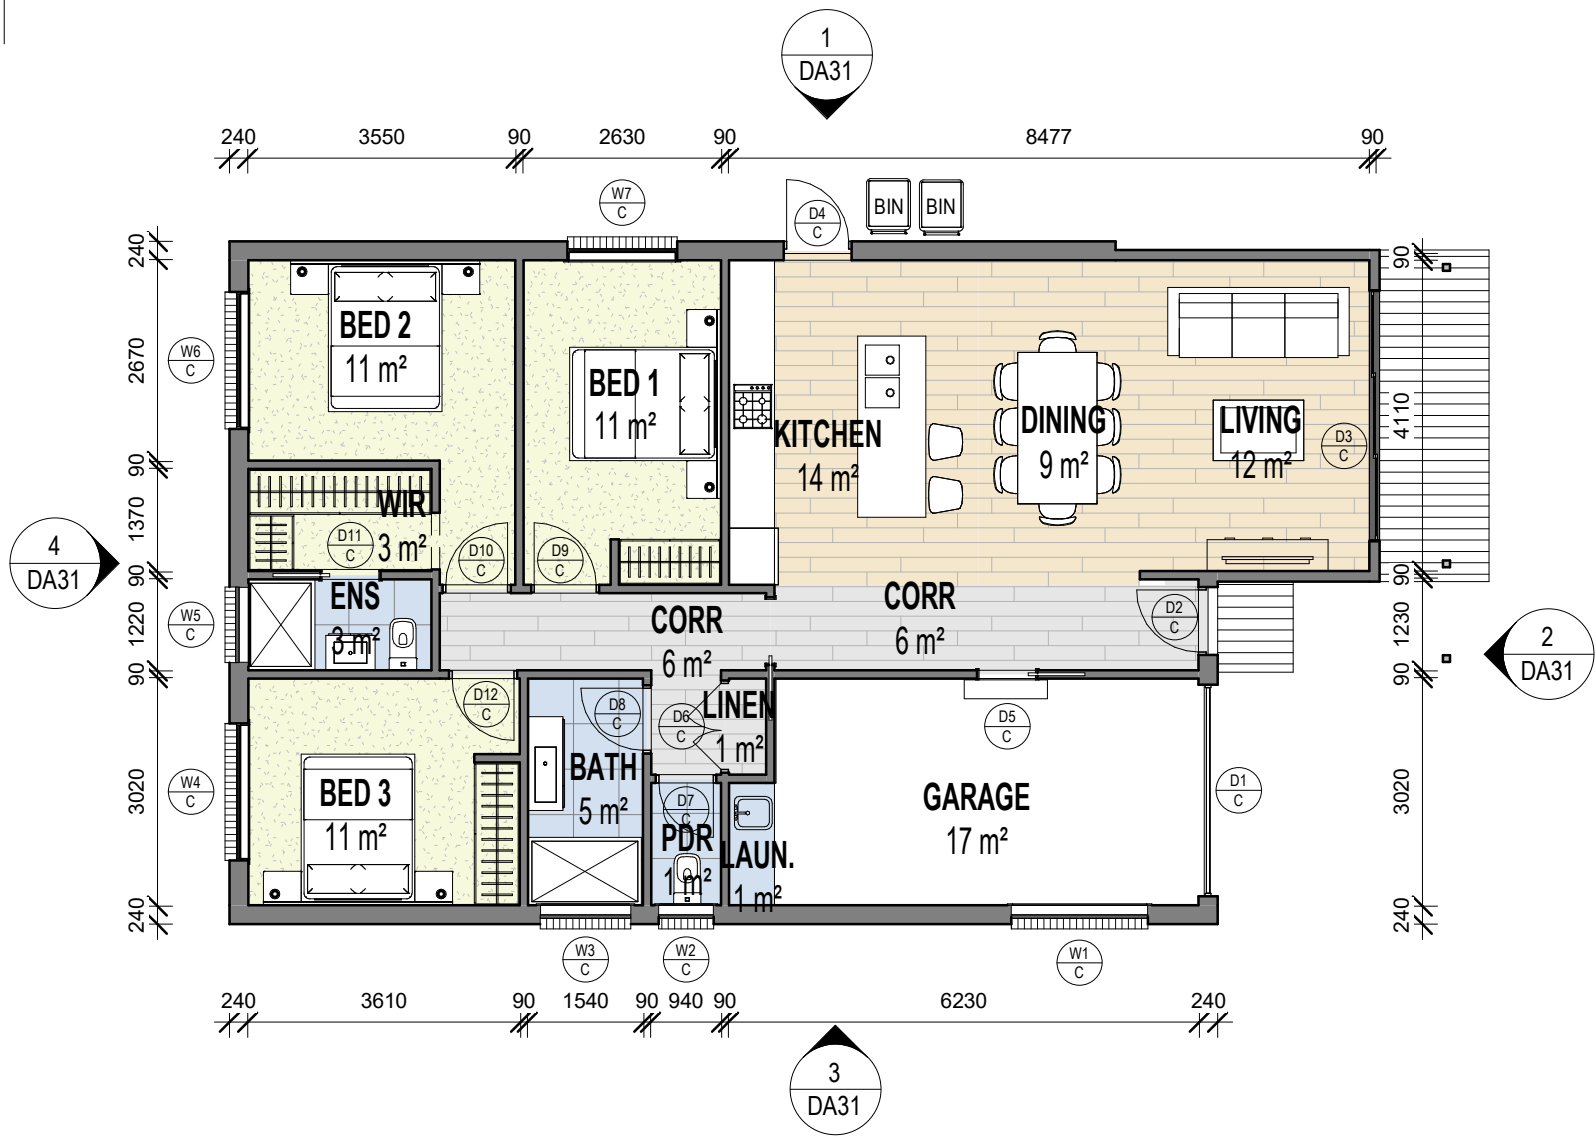 1
DA31
240 3550 90 2630 90 8477 90
W7
C
D4
C
BIN BIN
240
90
BED 2
11 m²
W6
C
2670
BED 1
11 m²
KITCHEN
14 m²
DINING
9 m²
LIVING
12 m²
D3
C
4110
90
WIR
3 m²
1370
D11
C
D10
C
D9
C
4
DA31
90
90
ENS
3 m²
W5
C
1220
CORR
6 m²
CORR
6 m²
D2
C
1230
2
DA31
90
90
D12
C
D8
C
D6
C
LINEN
1 m²
D5
C
BED 3
11 m²
W4
C
3020
BATH
5 m²
D7
C
PDR
1 m²
LAUN.
1 m²
GARAGE
17 m²
D1
C
3020
240
240
W3
C
W2
C
W1
C
240 3610 90 1540 90 940 90 6230 240
3
DA31